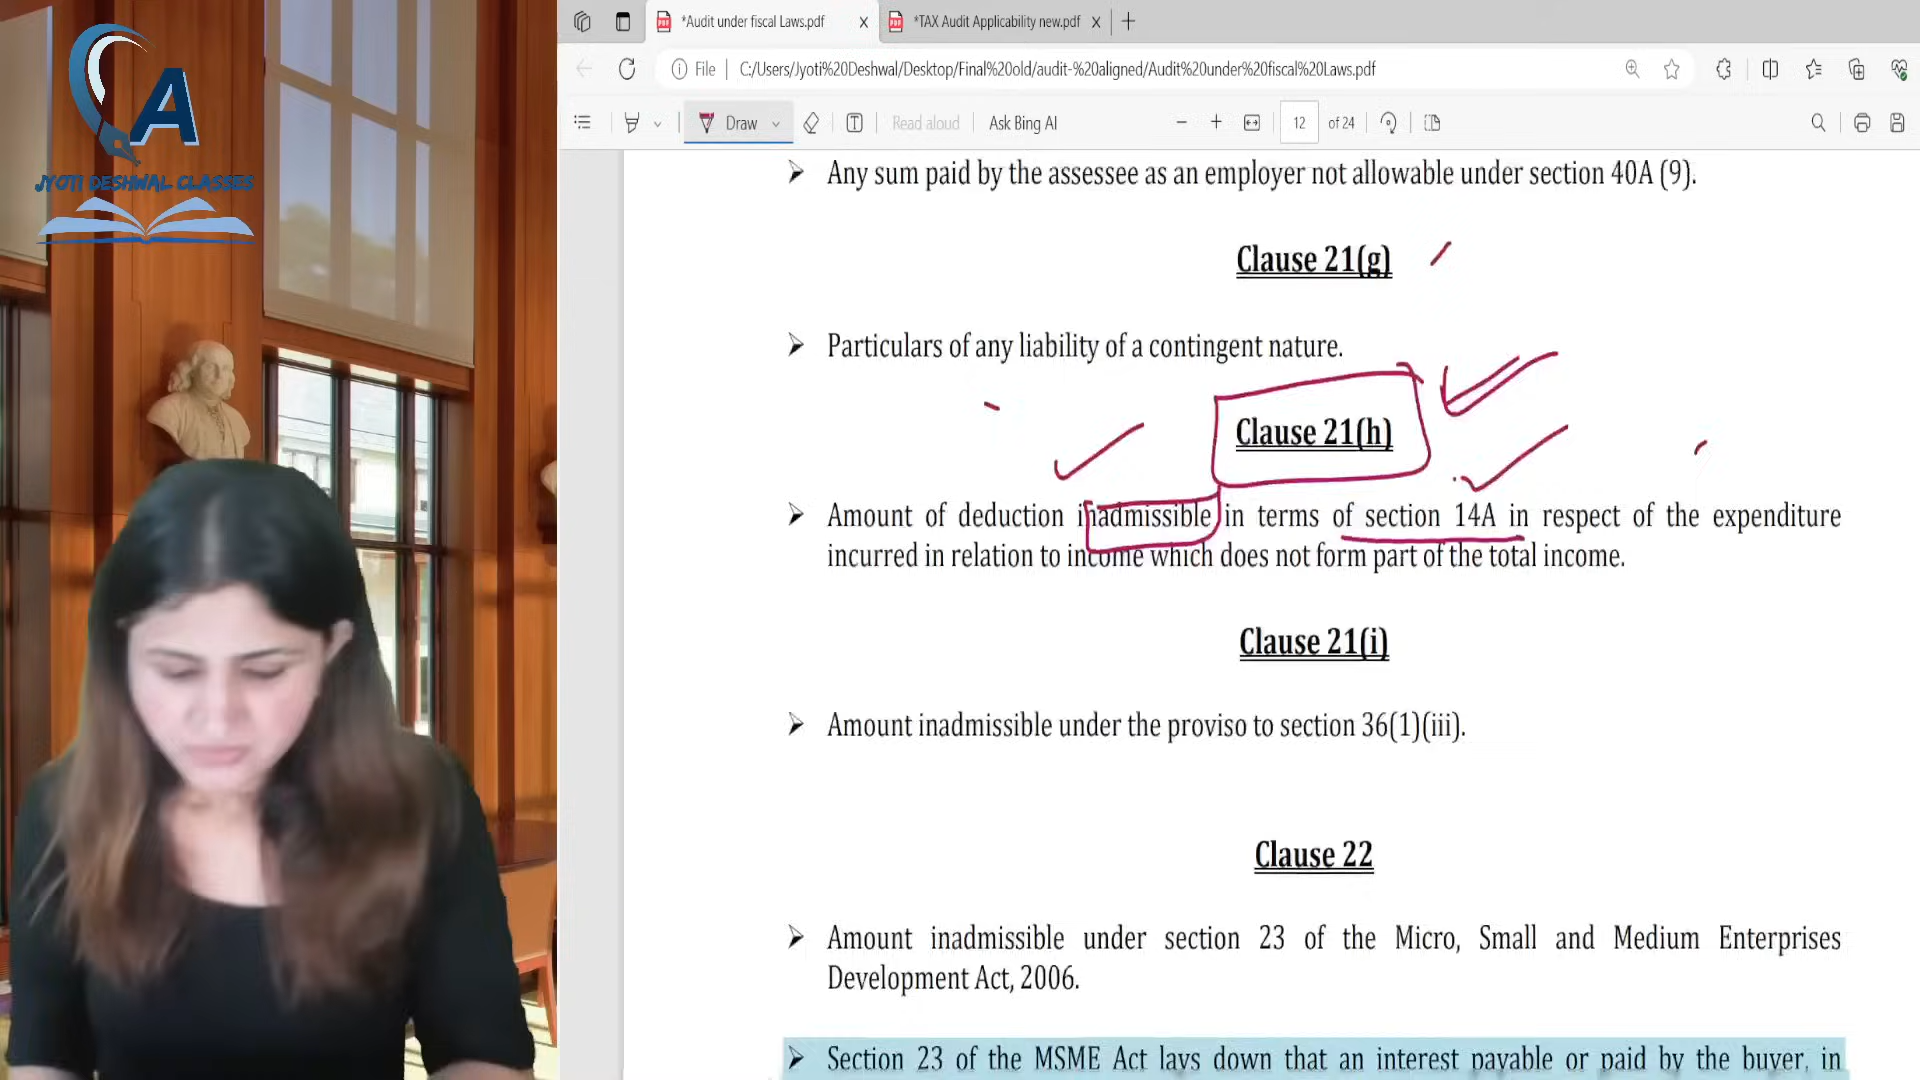 *Audit under fiscal Laws.pdf
*TAX Audit Applicability new.pdf
File C:/Users/Jyoti%20Deshwal/Desktop/Final%20old/audit-%20aligned/Audit%20under%20fiscal%20Laws.pdf
Draw Read aloud Ask Bing AI 12 of 24
A
JYOTI DESHWAL CLASSES
➢ Any sum paid by the assessee as an employer not allowable under section 40A (9).
Clause 21(g)
➢ Particulars of any liability of a contingent nature.
Clause 21(h)
➢ Amount of deduction inadmissible in terms of section 14A in respect of the expenditure
incurred in relation to income which does not form part of the total income.
Clause 21(i)
➢ Amount inadmissible under the proviso to section 36(1)(iii).
Clause 22
➢ Amount inadmissible under section 23 of the Micro, Small and Medium Enterprises
Development Act, 2006.
➢ Section 23 of the MSME Act lays down that an interest payable or paid by the buyer, in